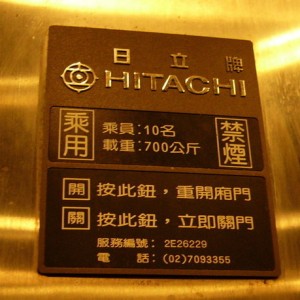 日立牌
HITACHI
乘用
乘員:10名
載重:700公斤
禁煙
開 按此鈕,重開廂門
關 按此鈕,立即關門
服務編號: 2E26229
電話:(02)7093355